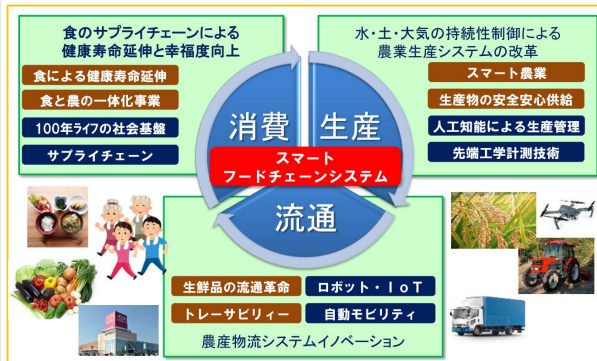 食のサプライチェーンによる
健康寿命延伸と幸福度向上
食による健康寿命延伸
食と農の一体化事業
100年ライフの社会基盤
サプライチェーン
水・土・大気の持続性制御による
農業生産システムの改革
スマート農業
生産物の安全安心供給
人工知能による生産管理
先端工学計測技術
消費
生産
スマート
フードチェーンシステム
流通
生鮮品の流通革命
ロボット・IoT
トレーサビリィー
自動モビリティ
農産物流システムイノベーション